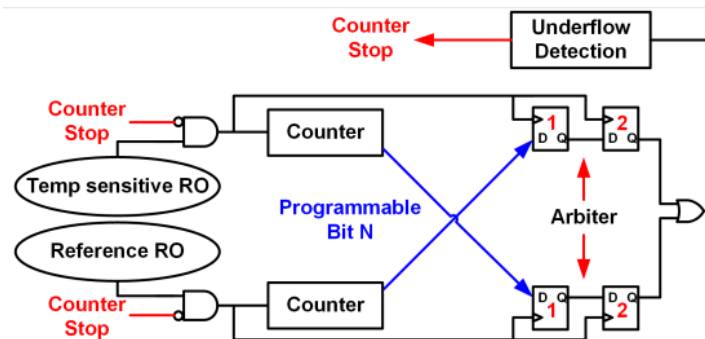 Counter
Stop
Underflow
Detection
Counter
Stop
Counter
1
D Q
2
D Q
Temp sensitive RO
Programmable
Bit N
Arbiter
Reference RO
Counter
Stop
Counter
D Q
1
D Q
2